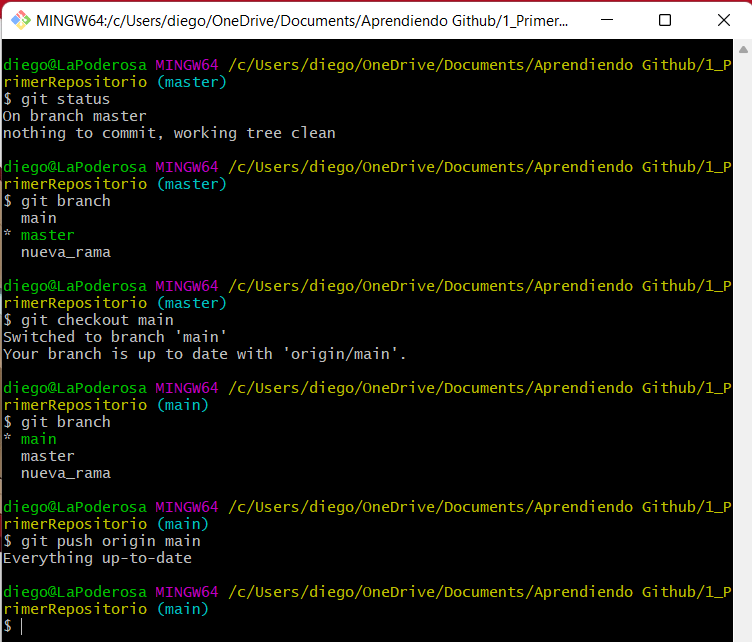 MINGW64:/c/Users/diego/OneDrive/Documents/Aprendiendo Github/1_Primer...
diego@LaPoderosa MINGW64 /c/Users/diego/OneDrive/Documents/Aprendiendo Github/1_P
rimerRepositorio (master)
$ git status
On branch master
nothing to commit, working tree clean
diego@LaPoderosa MINGW64 /c/Users/diego/OneDrive/Documents/Aprendiendo Github/1_P
rimerRepositorio (master)
$ git branch
  main
* master
  nueva_rama
diego@LaPoderosa MINGW64 /c/Users/diego/OneDrive/Documents/Aprendiendo Github/1_P
rimerRepositorio (master)
$ git checkout main
Switched to branch 'main'
Your branch is up to date with 'origin/main'.
diego@LaPoderosa MINGW64 /c/Users/diego/OneDrive/Documents/Aprendiendo Github/1_P
rimerRepositorio (main)
$ git branch
* main
  master
  nueva_rama
diego@LaPoderosa MINGW64 /c/Users/diego/OneDrive/Documents/Aprendiendo Github/1_P
rimerRepositorio (main)
$ git push origin main
Everything up-to-date
diego@LaPoderosa MINGW64 /c/Users/diego/OneDrive/Documents/Aprendiendo Github/1_P
rimerRepositorio (main)
$